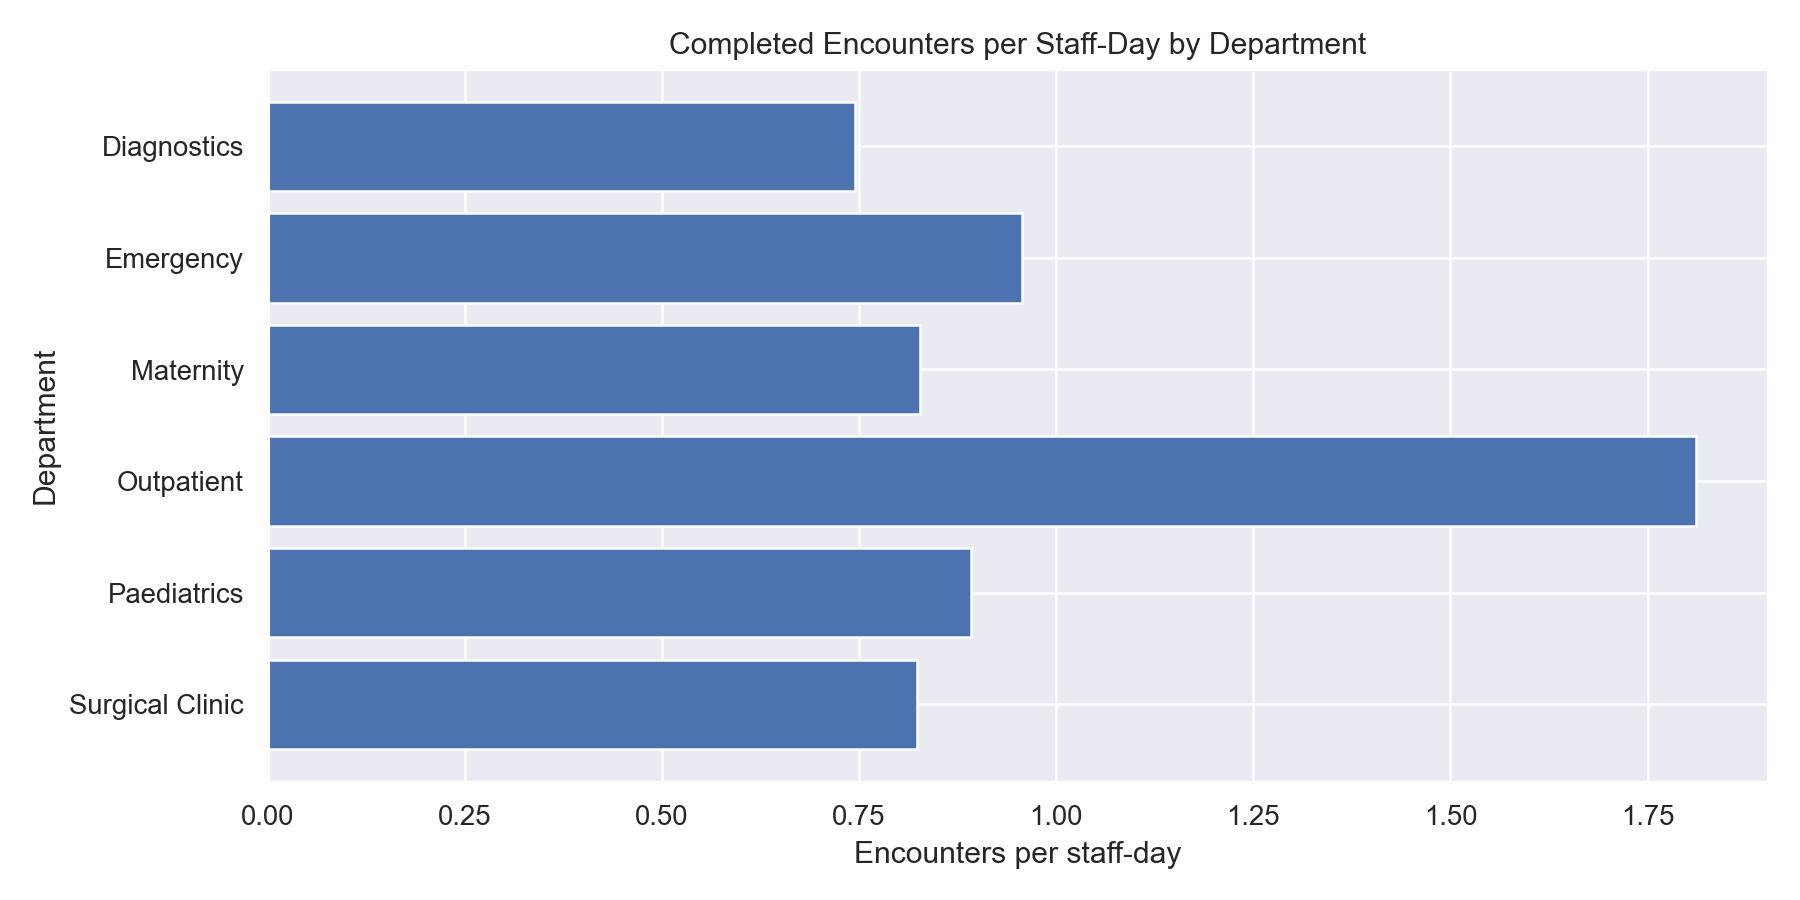 Completed Encounters per Staff-Day by Department
Department
Diagnostics
Emergency
Maternity
Outpatient
Paediatrics
Surgical Clinic
0.00 0.25 0.50 0.75 1.00 1.25 1.50 1.75
Encounters per staff-day